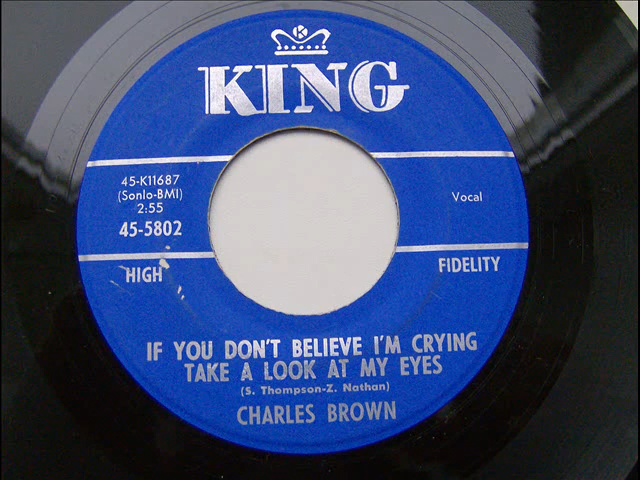 K
KING
45-K11687
(Sonlo-BMI)
2:55
45-5802
Vocal
HIGH FIDELITY
IF YOU DON'T BELIEVE I'M CRYING
TAKE A LOOK AT MY EYES
(S. Thompson-Z. Nathan)
CHARLES BROWN